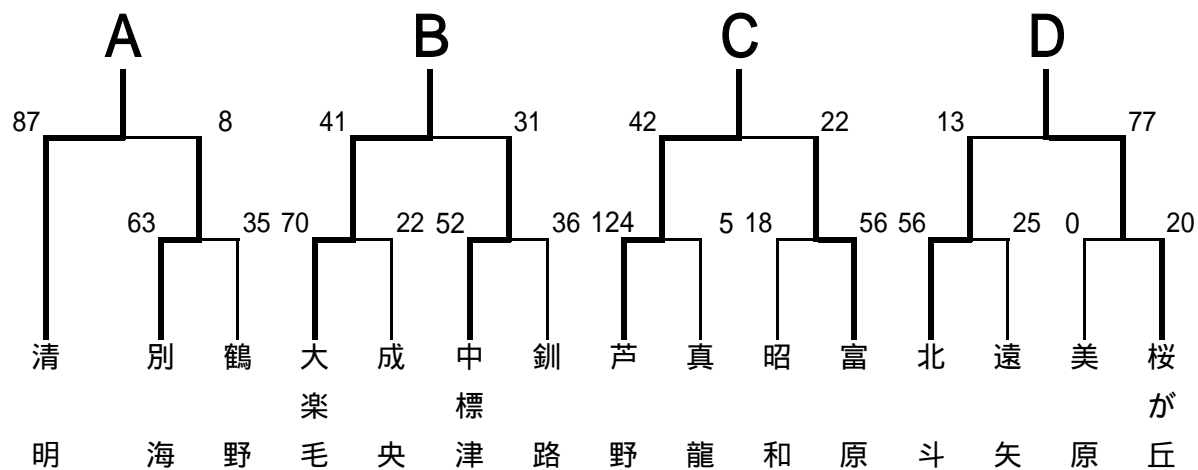 A B C D
87 8 41 31 42 22 13 77
63 35 70 22 52 36 124 5 18 56 56 25 0 20
清明
別海
鶴野
大楽毛
成央
中標津
釧路
芦野
真龍
昭和
富原
北斗
遠矢
美原
桜が丘